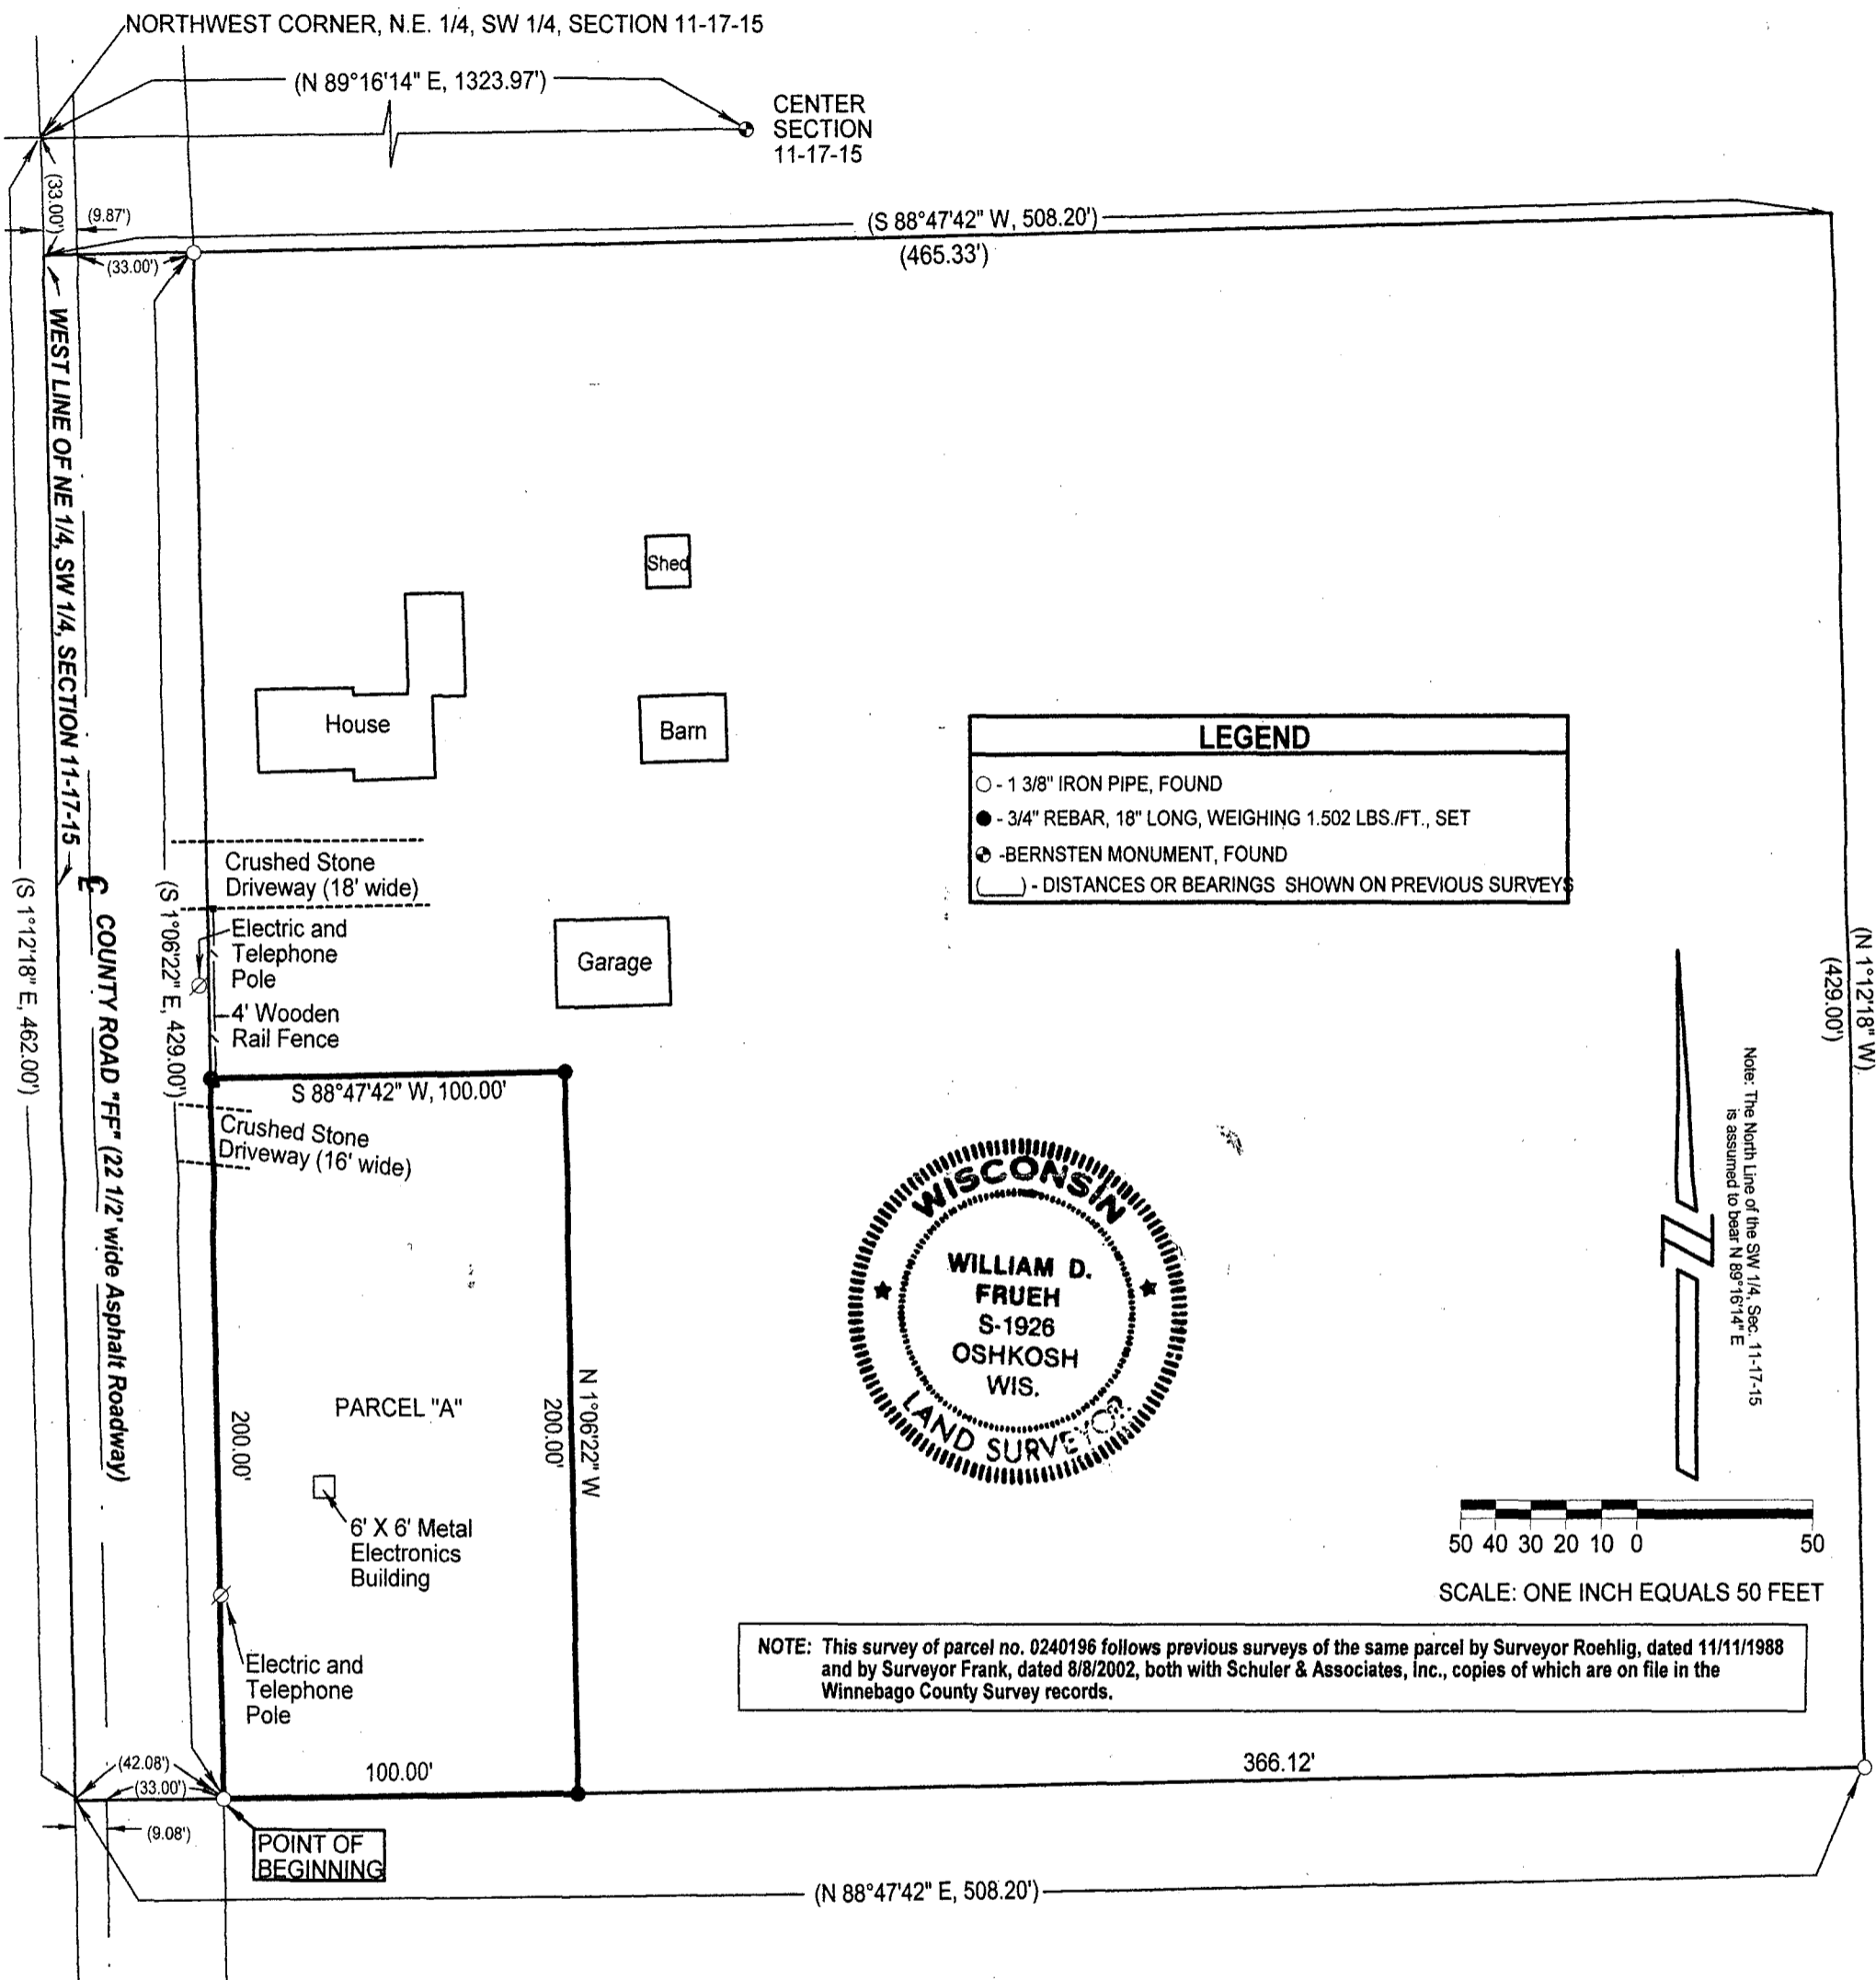 NORTHWEST CORNER, N.E. 1/4, SW 1/4, SECTION 11-17-15
(N 89°16'14" E, 1323.97')
CENTER
SECTION
11-17-15
(33.00')
(9.87')
(S 88°47'42" W, 508.20')
(465.33')
(33.00')
WEST LINE OF NE 1/4, SW 1/4, SECTION 11-17-15
(S 1°12'18" E, 462.00')
℄ COUNTY ROAD "FF" (22 1/2' wide Asphalt Roadway)
(S 1°06'22" E, 429.00')
Shed
House
Barn
LEGEND
○ - 1 3/8" IRON PIPE, FOUND
● - 3/4" REBAR, 18" LONG, WEIGHING 1.502 LBS./FT., SET
-BERNSTEN MONUMENT, FOUND
(____) - DISTANCES OR BEARINGS SHOWN ON PREVIOUS SURVEYS
Crushed Stone
Driveway (18' wide)
Electric and
Telephone
Pole
4' Wooden
Rail Fence
Garage
(N 1°12'18" W)
(429.00')
S 88°47'42" W, 100.00'
Crushed Stone
Driveway (16' wide)
Note: The North Line of the SW 1/4, Sec. 11-17-15
is assumed to bear N 89°16'14" E
WISCONSIN
WILLIAM D.
FRUEH
S-1926
OSHKOSH
WIS.
LAND SURVEYOR
PARCEL "A"
200.00'
200.00'
N 1°06'22" W
6' X 6' Metal
Electronics
Building
50 40 30 20 10 0 50
SCALE: ONE INCH EQUALS 50 FEET
NOTE: This survey of parcel no. 0240196 follows previous surveys of the same parcel by Surveyor Roehlig, dated 11/11/1988
and by Surveyor Frank, dated 8/8/2002, both with Schuler & Associates, Inc., copies of which are on file in the
Winnebago County Survey records.
Electric and
Telephone
Pole
(42.08')
(33.00')
100.00'
366.12'
(9.08')
POINT OF
BEGINNING
(N 88°47'42" E, 508.20')